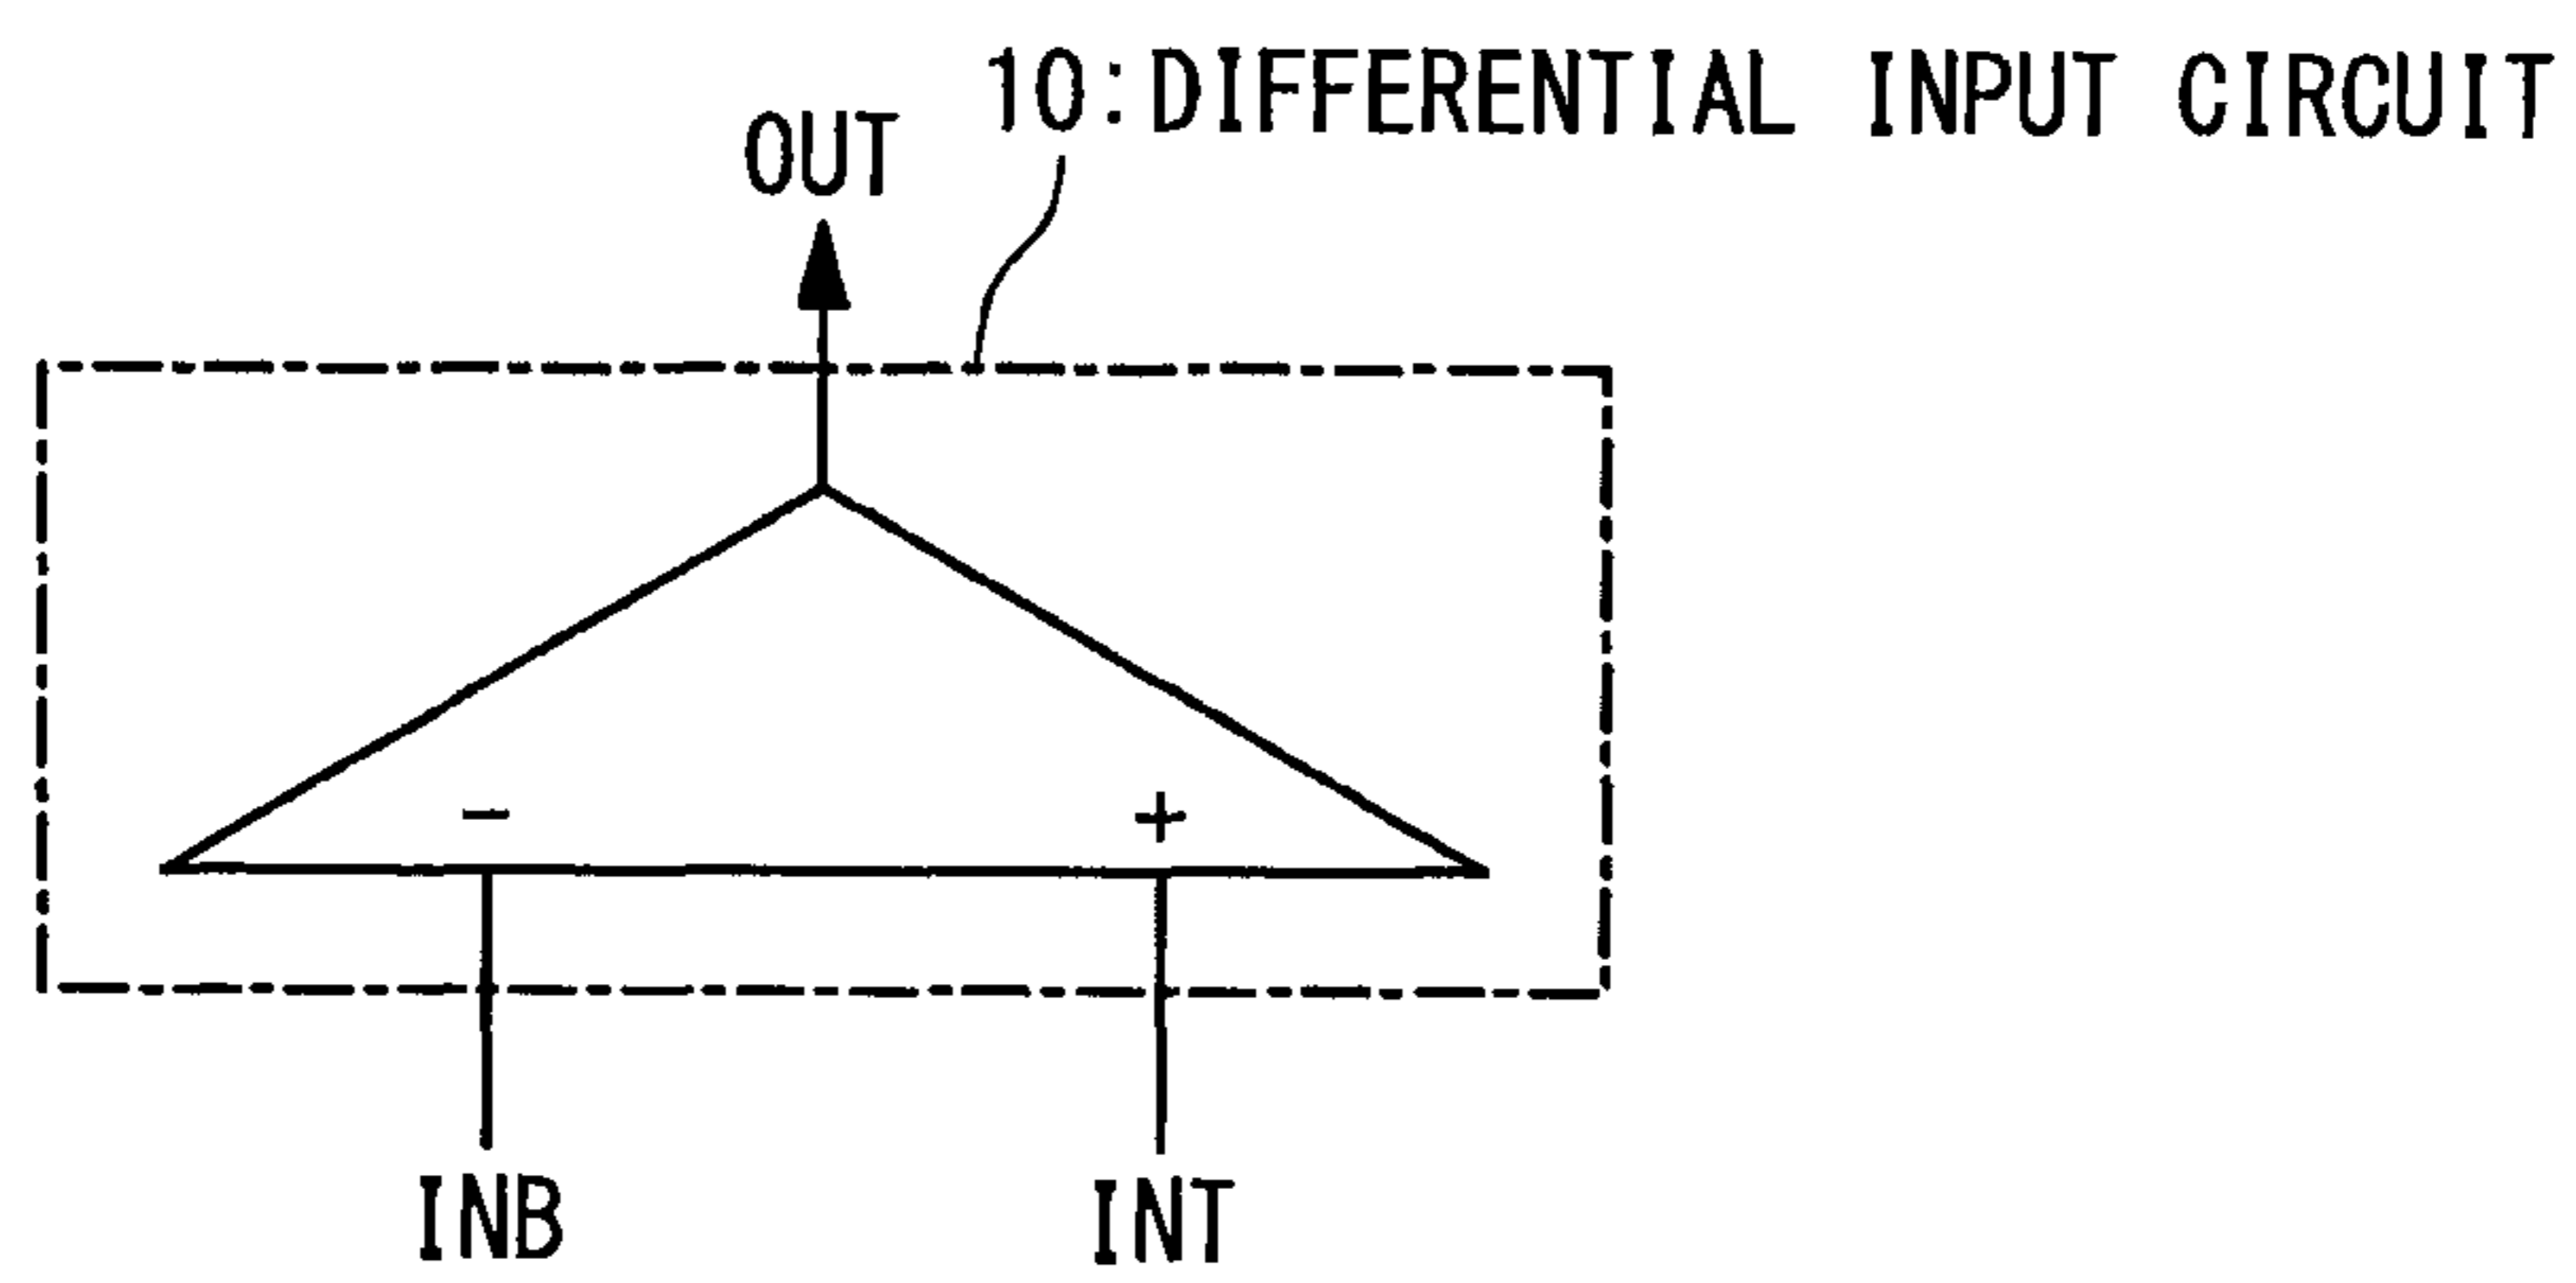 10:DIFFERENTIAL INPUT CIRCUIT
OUT
-
+
INB
INT